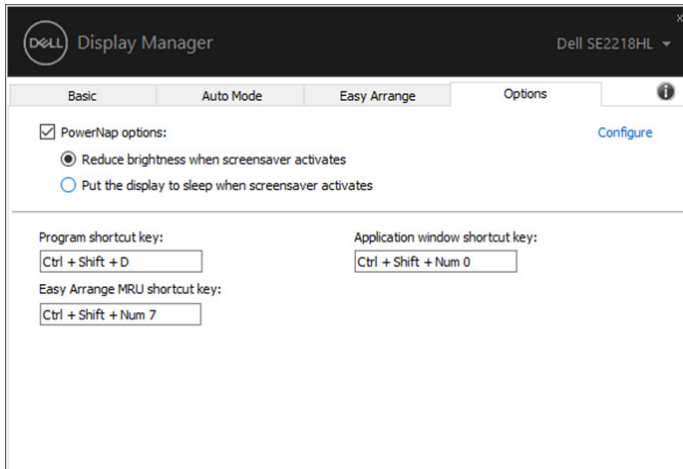 x
DELL Display Manager
Dell SE2218HL
Basic
Auto Mode
Easy Arrange
Options
i
PowerNap options:
Configure
Reduce brightness when screensaver activates
Put the display to sleep when screensaver activates
Program shortcut key:
Application window shortcut key:
Ctrl + Shift + D
Ctrl + Shift + Num 0
Easy Arrange MRU shortcut key:
Ctrl + Shift + Num 7